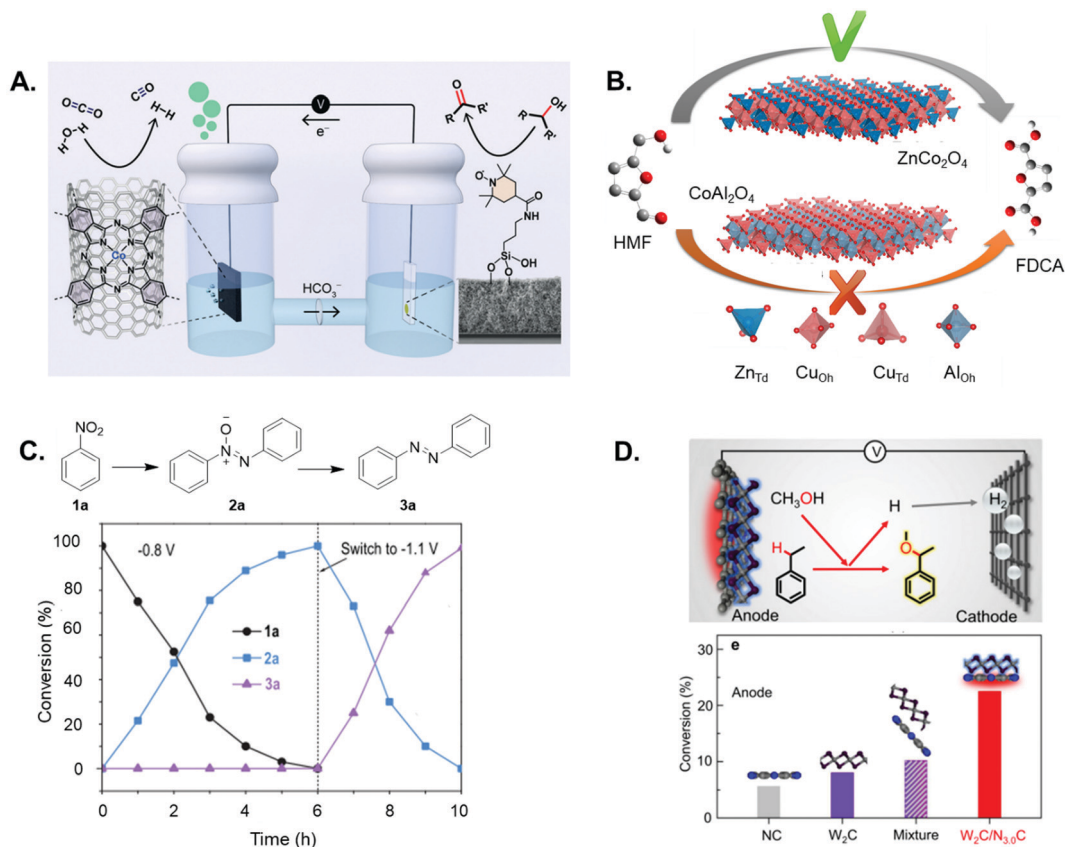 A.
O=C=O
C≡O
H-O-H
H-H
V
e⁻
O
R R'
OH
R R'
O•
N
O
NH
Si-OH
O O
N N N
N Co N
N N N
HCO₃⁻
B.
ZnCo₂O₄
CoAl₂O₄
HMF
FDCA
Zn_Td
Cu_Oh
Cu_Td
Al_Oh
C.
NO₂
O⁻
N⁺=N
N=N
1a
2a
3a
-0.8 V
Switch to -1.1 V
1a
2a
3a
Conversion (%)
100
80
60
40
20
0
0 2 4 6 8 10
Time (h)
D.
V
CH₃OH
H
H₂
H
O
Anode
Cathode
e
Anode
Conversion (%)
30
20
10
0
NC
W₂C
Mixture
W₂C/N₃.₀C